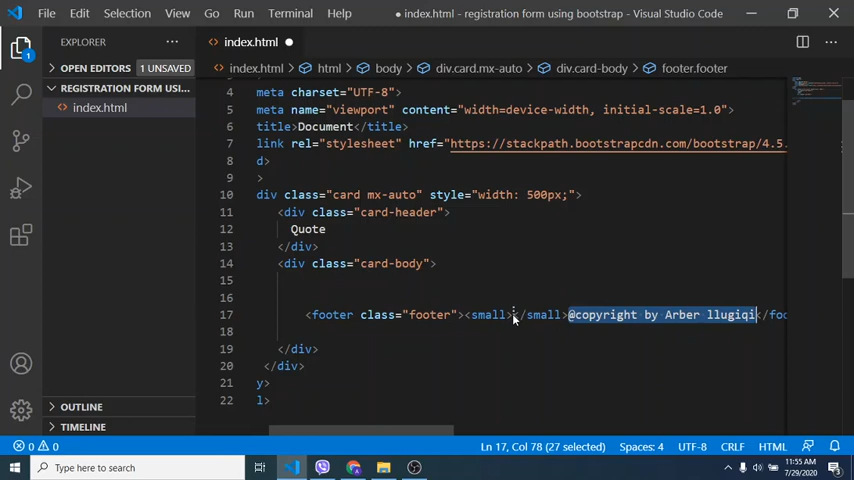 File Edit Selection View Go Run Terminal Help ● index.html - registration form using bootstrap - Visual Studio Code
EXPLORER ···
<> index.html ●
OPEN EDITORS 1 UNSAVED
<> index.html > html > body > div.card.mx-auto > div.card-body > footer.footer
REGISTRATION FORM USI...
<> index.html
1
4 meta charset="UTF-8">
5 meta name="viewport" content="width=device-width, initial-scale=1.0">
6 title>Document</title>
7 link rel="stylesheet" href="https://stackpath.bootstrapcdn.com/bootstrap/4.5.
8 d>
9 >
10 div class="card mx-auto" style="width: 500px;">
11 <div class="card-header">
12 Quote
13 </div>
14 <div class="card-body">
15
16
17 <footer class="footer"><small></small>@copyright by Arber llugiqi</foo
18
19 </div>
20 </div>
21 y>
22 l>
OUTLINE
TIMELINE
0 0 Ln 17, Col 78 (27 selected) Spaces: 4 UTF-8 CRLF HTML
Type here to search
11:55 AM
7/29/2020
3